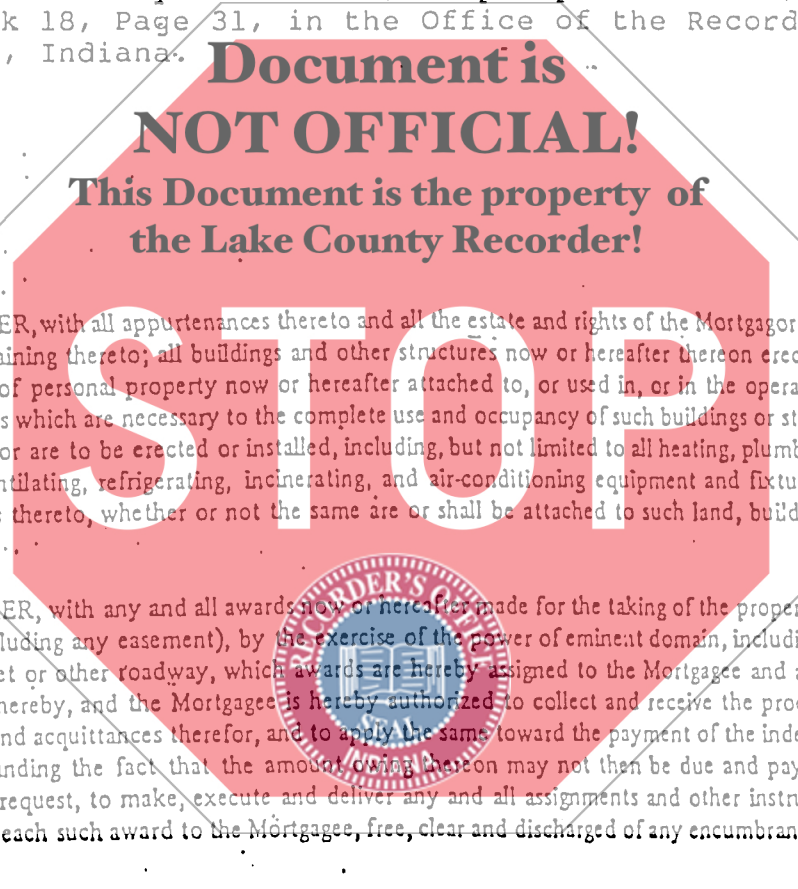 k 18, Page 31, in the Office of the Record
, Indiana.
Document is
NOT OFFICIAL!
This Document is the property of
the Lake County Recorder!
STOP
ER, with all appurtenances thereto and all the estate and rights of the Mortgagor
aining thereto; all buildings and other structures now or hereafter thereon erec
of personal property now or hereafter attached to, or used in, or in the opera
s which are necessary to the complete use and occupancy of such buildings or st
or are to be erected or installed, including, but not limited to all heating, plumb
ntilating, refrigerating, incinerating, and air-conditioning equipment and fixtu
s thereto, whether or not the same are or shall be attached to such land, build
ER, with any and all awards now or hereafter made for the taking of the proper
luding any easement), by the exercise of the power of eminent domain, includi
et or other roadway, which awards are hereby assigned to the Mortgagee and a
hereby, and the Mortgagee is hereby authorized to collect and receive the proc
nd acquittances therefor, and to apply the same toward the payment of the inde
anding the fact that the amount owing thereon may not then be due and pay
request, to make, execute and deliver any and all assignments and other instr
each such award to the Mortgagee, free, clear and discharged of any encumbran
RECORDER'S OFFICE
SEAL
INDIANA